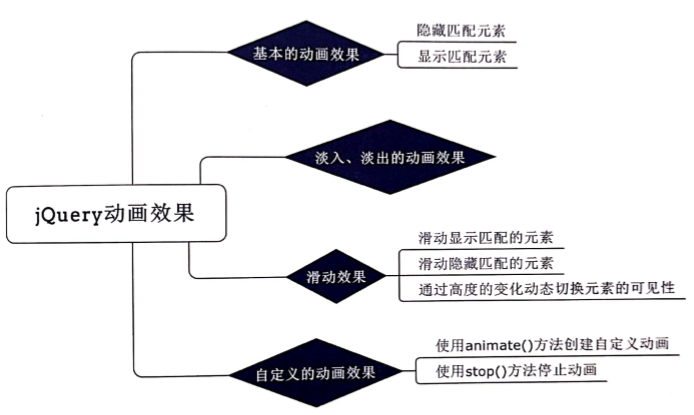 jQuery动画效果
基本的动画效果
隐藏匹配元素
显示匹配元素
淡入、淡出的动画效果
滑动效果
滑动显示匹配的元素
滑动隐藏匹配的元素
通过高度的变化动态切换元素的可见性
自定义的动画效果
使用animate()方法创建自定义动画
使用stop()方法停止动画